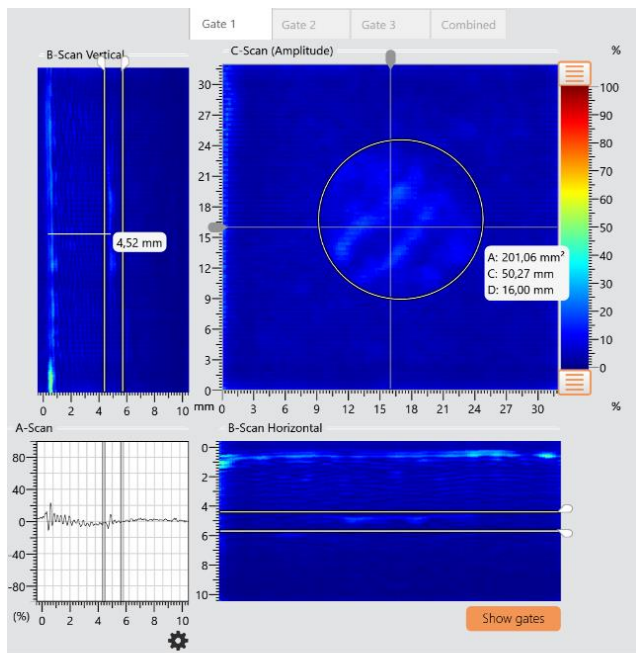 Gate 1 Gate 2 Gate 3 Combined
B-Scan Vertical
4,52 mm
0 2 4 6 8 10 mm
C-Scan (Amplitude)
30
27
24
21
18
15
12
9
6
3
0
0 3 6 9 12 15 18 21 24 27 30
A: 201,06 mm²
C: 50,27 mm
D: 16,00 mm
%
100
90
80
70
60
50
40
30
20
10
0
%
A-Scan
80
40
0
-40
-80
(%) 0 2 4 6 8 10
B-Scan Horizontal
0
2
4
6
8
10
Show gates